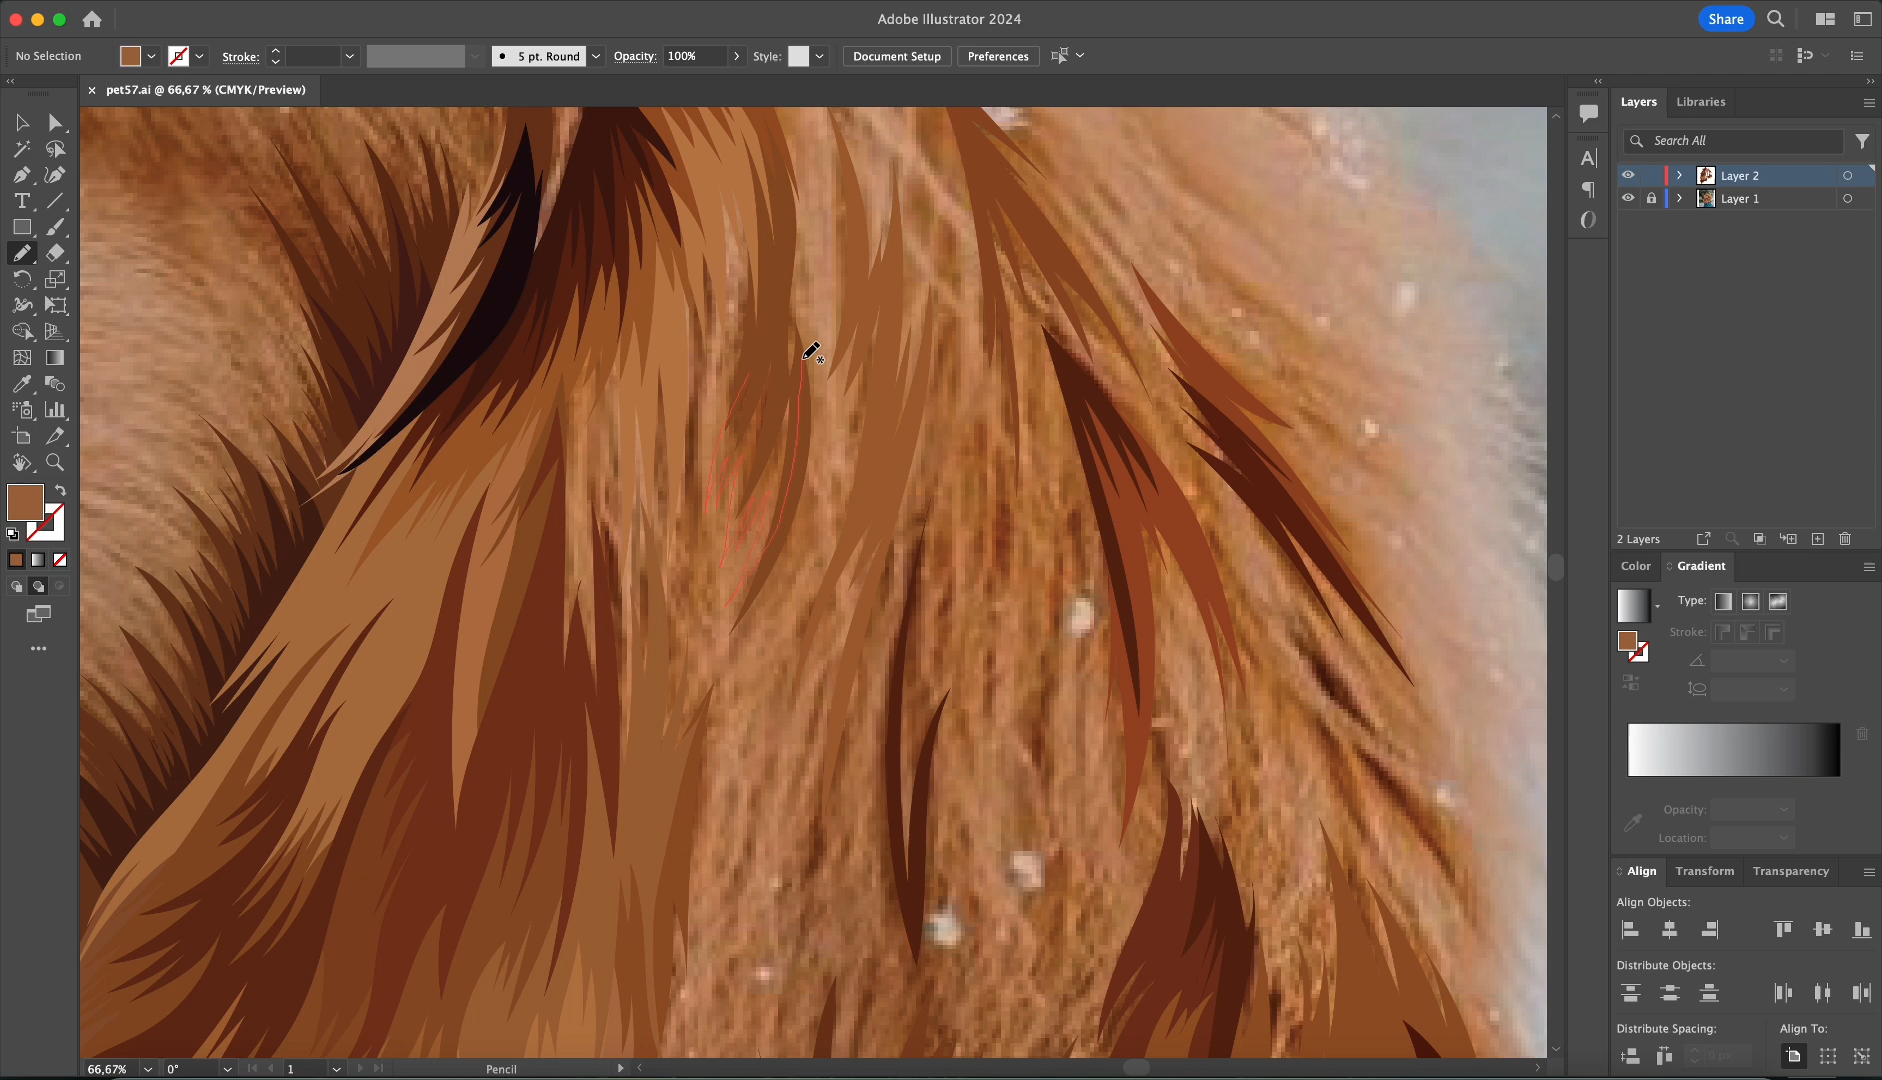 Adobe Illustrator 2024
Share
No Selection
Stroke:
5 pt. Round
Opacity: 100%
Style:
Document Setup
Preferences
pet57.ai @ 66,67 % (CMYK/Preview)
Layers
Libraries
Search All
Layer 2
Layer 1
2 Layers
Color
Gradient
Type:
Stroke:
Opacity:
Location:
Align
Transform
Transparency
Align Objects:
Distribute Objects:
Distribute Spacing:
Align To:
0 px
66,67%
0°
1
Pencil